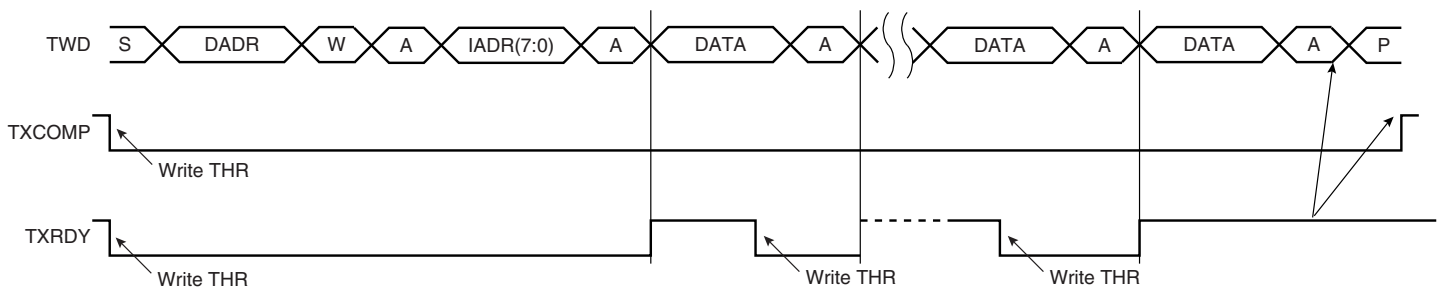 TWD S DADR W A IADR(7:0) A DATA A DATA A DATA A P
TXCOMP
Write THR
TXRDY
Write THR Write THR Write THR